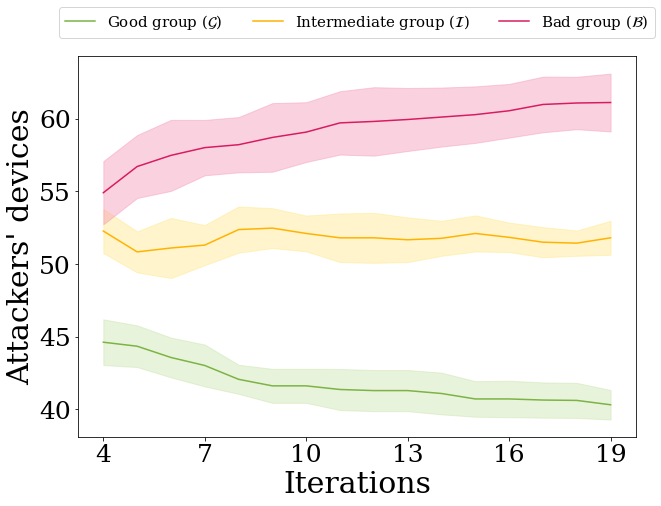 Good group (𝒢) Intermediate group (ℐ) Bad group (ℬ)
Attackers' devices
60
55
50
45
40
4 7 10 13 16 19
Iterations